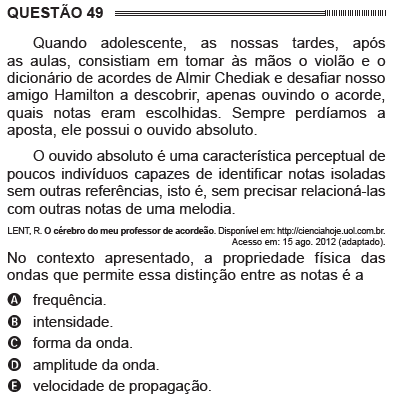 QUESTÃO 49
Quando adolescente, as nossas tardes, após
as aulas, consistiam em tomar às mãos o violão e o
dicionário de acordes de Almir Chediak e desafiar nosso
amigo Hamilton a descobrir, apenas ouvindo o acorde,
quais notas eram escolhidas. Sempre perdíamos a
aposta, ele possui o ouvido absoluto.
O ouvido absoluto é uma característica perceptual de
poucos indivíduos capazes de identificar notas isoladas
sem outras referências, isto é, sem precisar relacioná-las
com outras notas de uma melodia.
LENT, R. O cérebro do meu professor de acordeão. Disponível em: http://cienciahoje.uol.com.br.
Acesso em: 15 ago. 2012 (adaptado).
No contexto apresentado, a propriedade física das
ondas que permite essa distinção entre as notas é a
A frequência.
B intensidade.
C forma da onda.
D amplitude da onda.
E velocidade de propagação.